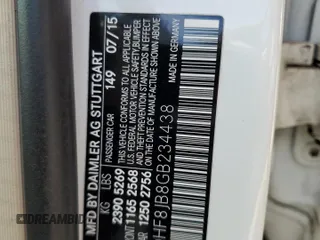 BY DAIMLER AG STUTTGART
PASSENGER CAR 149 07/15
KG LBS THIS VEHICLE CONFORMS TO ALL APPLICABLE
2390 5269 U.S. FEDERAL MOTOR VEHICLE SAFETY, BUMPER
1165 2568 AND THEFT PREVENTION STANDARDS IN EFFECT
1250 2756 ON THE DATE OF MANUFACTURE SHOWN ABOVE.
HF8JB8GB234438
MADE IN GERMANY